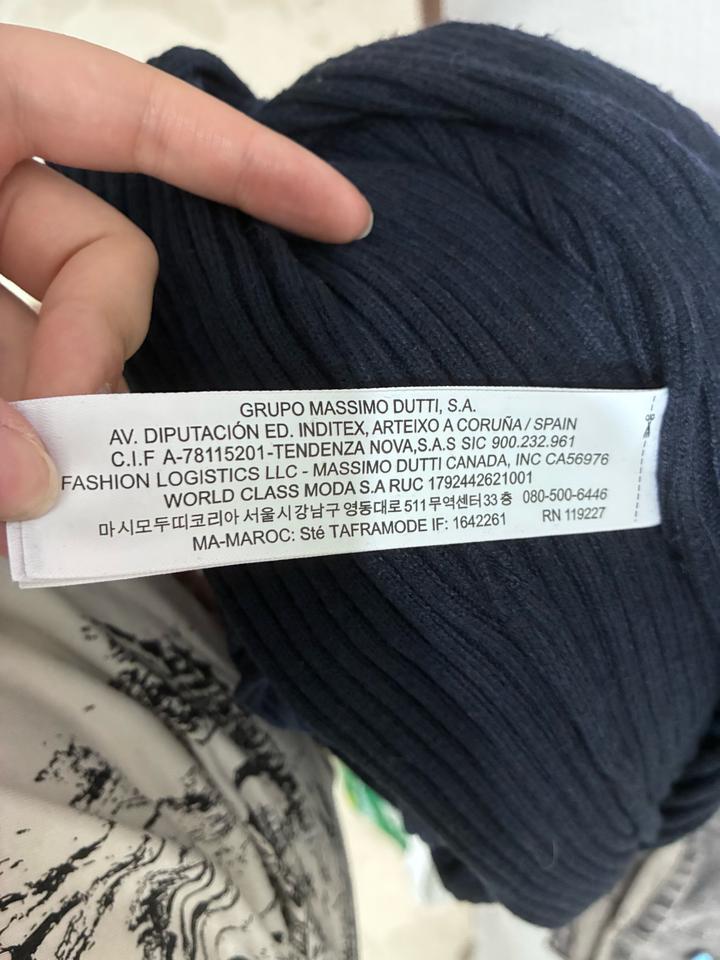 GRUPO MASSIMO DUTTI, S.A.
AV. DIPUTACIÓN ED. INDITEX, ARTEIXO A CORUÑA / SPAIN
C.I.F A-78115201-TENDENZA NOVA,S.A.S SIC 900.232.961
FASHION LOGISTICS LLC - MASSIMO DUTTI CANADA, INC CA56976
WORLD CLASS MODA S.A RUC 1792442621001
마시모두띠코리아 서울시강남구영동대로511무역센터33층 080-500-6446
MA-MAROC: Sté TAFRAMODE IF: 1642261 RN 119227